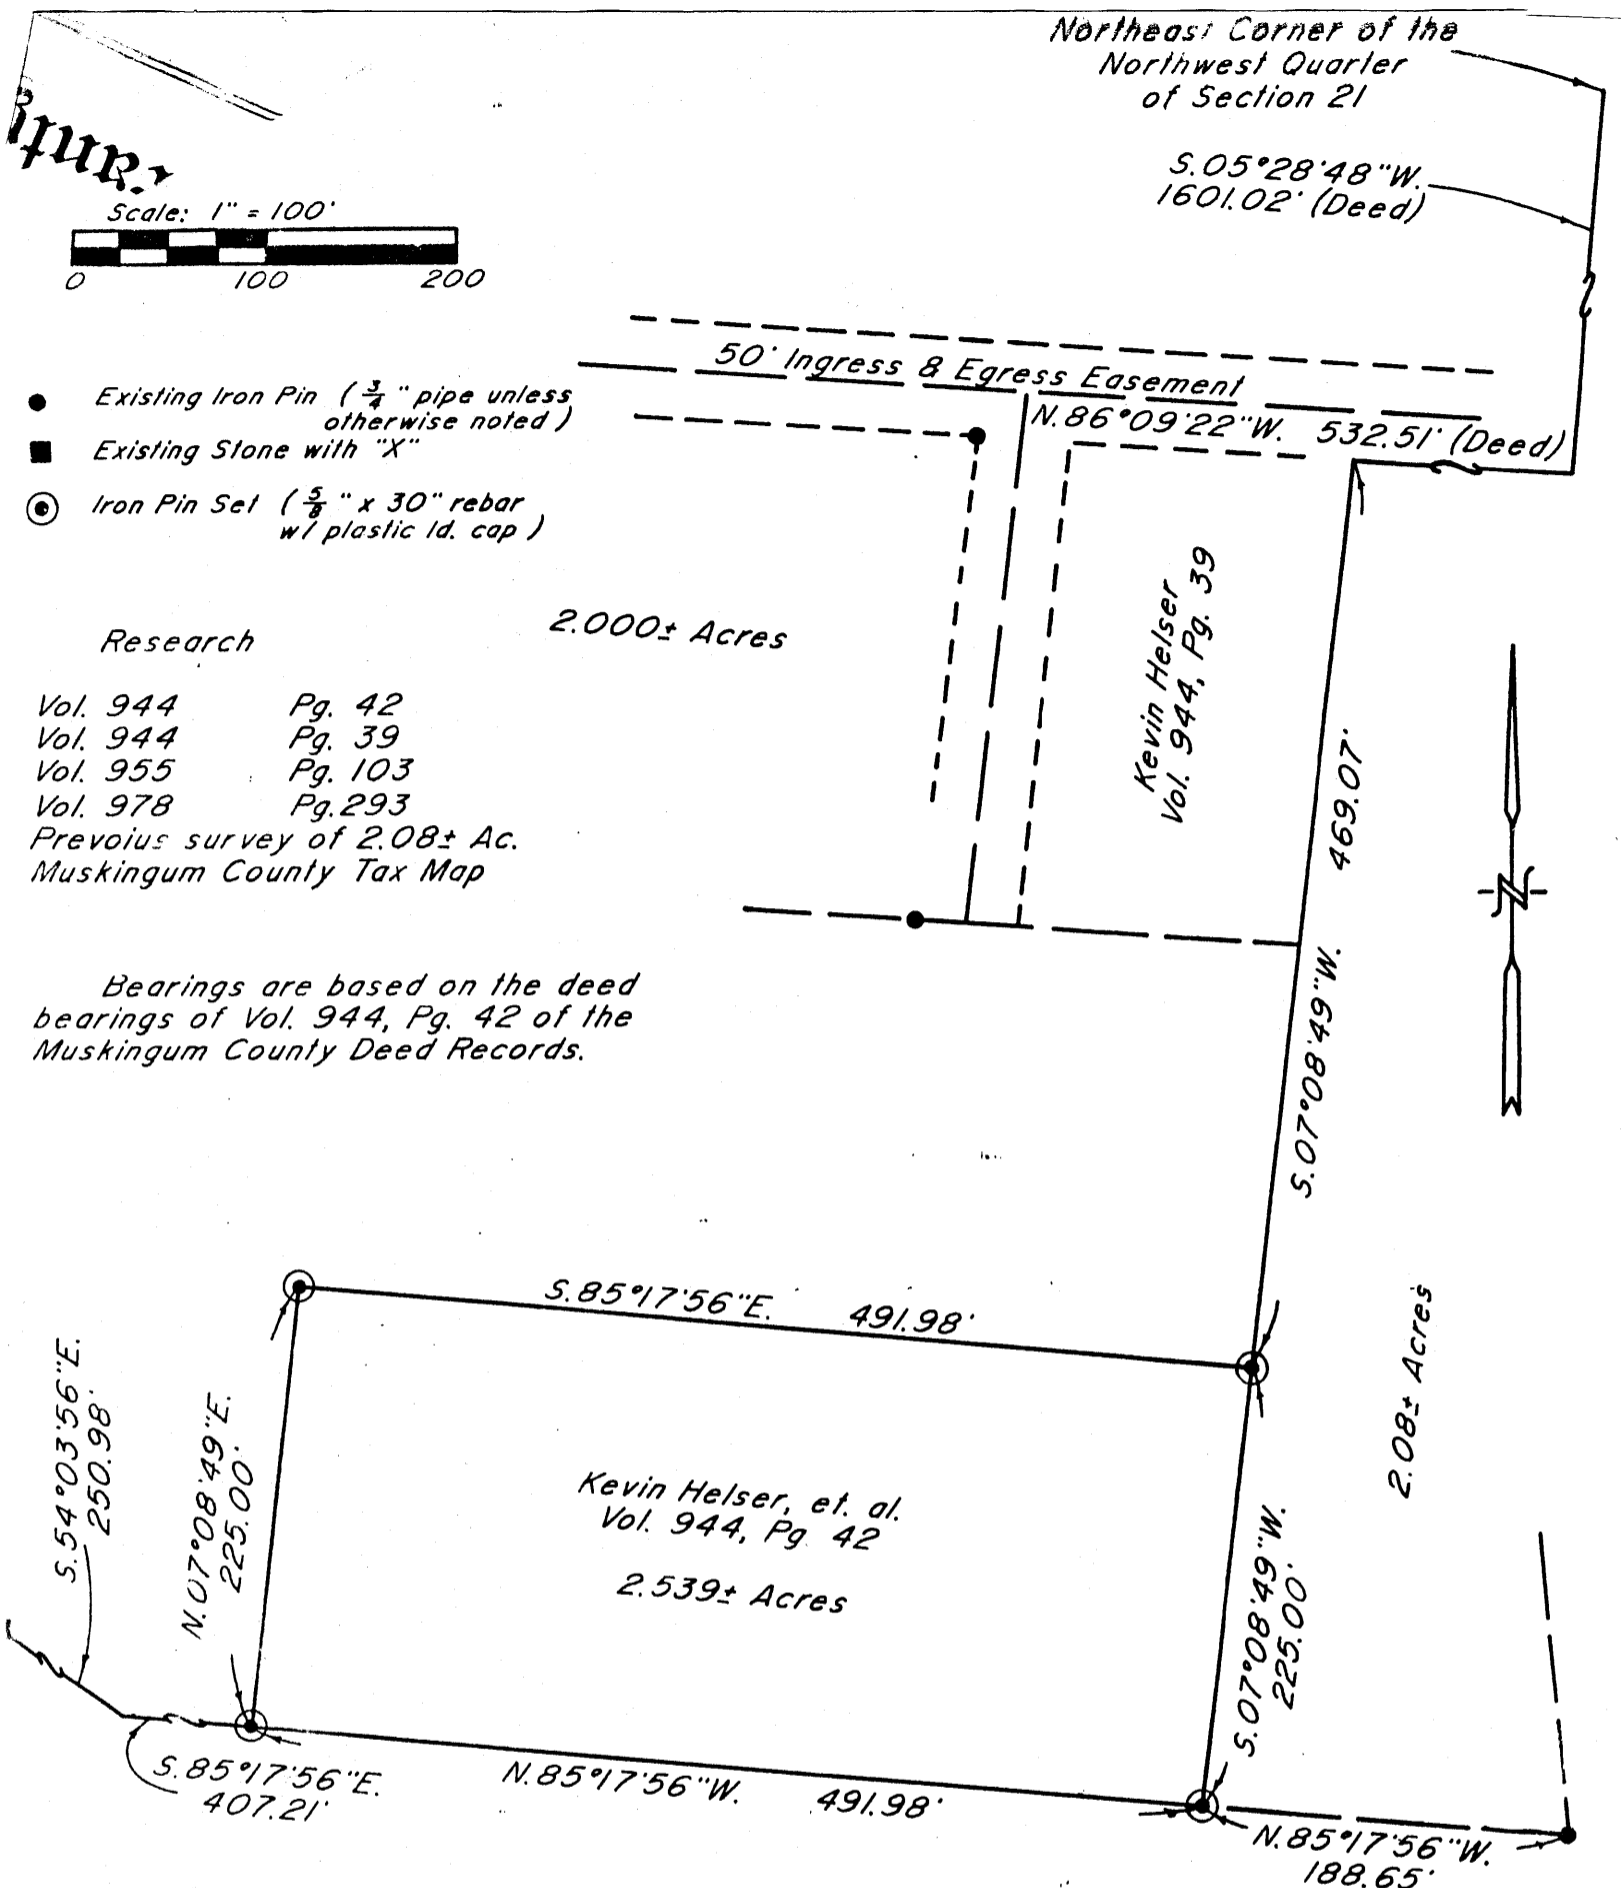 Northeast Corner of the
Northwest Quarter
of Section 21
S.05°28'48"W.
1601.02' (Deed)
Scale: 1" = 100'
0 100 200
50' Ingress & Egress Easement
N.86°09'22"W. 532.51' (Deed)
Existing Iron Pin ( 3/4 " pipe unless
otherwise noted )
Existing Stone with "X"
Iron Pin Set ( 5/8 " x 30" rebar
w/ plastic Id. cap )
Research
Vol. 944 Pg. 42
Vol. 944 Pg. 39
Vol. 955 Pg. 103
Vol. 978 Pg.293
Prevoius survey of 2.08± Ac.
Muskingum County Tax Map
2.000± Acres
Kevin Helser
Vol. 944, Pg. 39
469.07'
S.07°08'49"W.
N
Bearings are based on the deed
bearings of Vol. 944, Pg. 42 of the
Muskingum County Deed Records.
S.85°17'56"E. 491.98'
S.54°03'56"E.
250.98'
N.07°08'49"E.
225.00'
Kevin Helser, et. al.
Vol. 944, Pg. 42
2.539± Acres
2.08± Acres
S.07°08'49"W.
225.00'
S.85°17'56"E.
407.21'
N.85°17'56"W. 491.98'
N.85°17'56"W.
188.65'